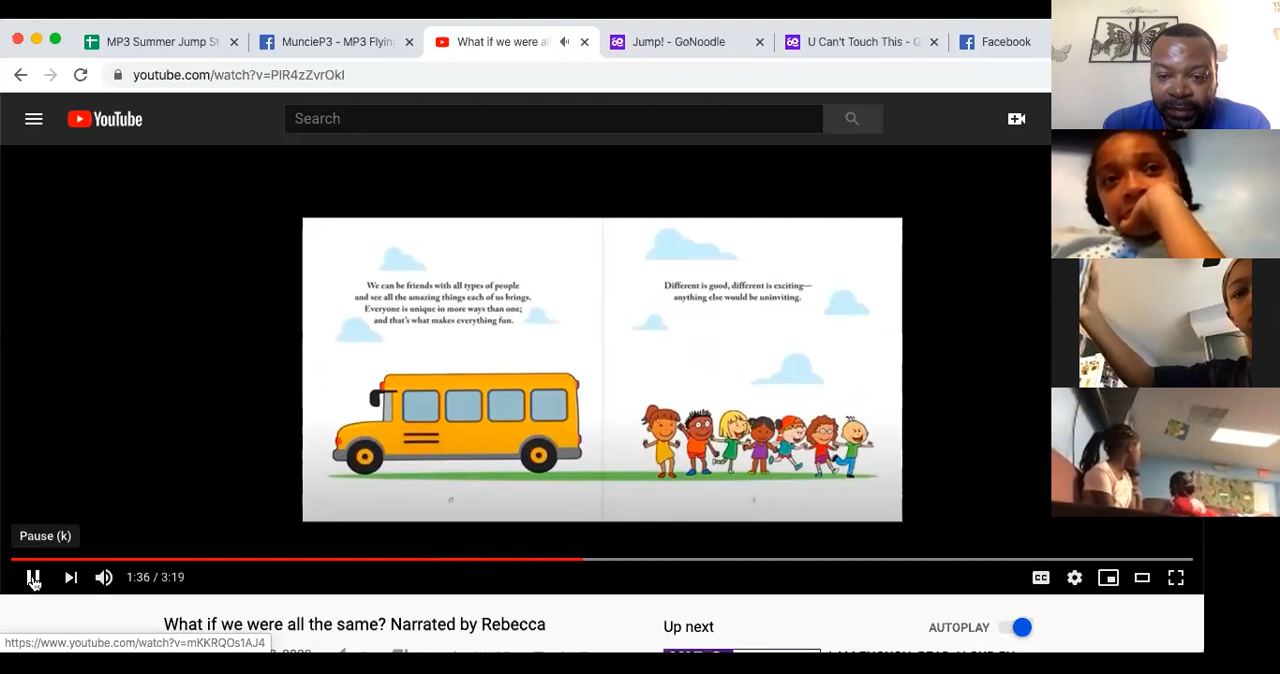 MP3 Summer Jump St
MuncieP3 - MP3 Flyin
What if we were all
Jump! - GoNoodle
U Can't Touch This - G
Facebook
youtube.com/watch?v=PlR4zZvrOkI
YouTube
Search
We can be friends with all types of people
and see all the amazing things each of us brings.
Everyone is unique in more ways than one;
and that's what makes everything fun.
Different is good, different is exciting—
anything else would be uninviting.
Pause (k)
1:36 / 3:19
CC
What if we were all the same? Narrated by Rebecca
Up next
AUTOPLAY
https://www.youtube.com/watch?v=mKKRQOs1AJ4